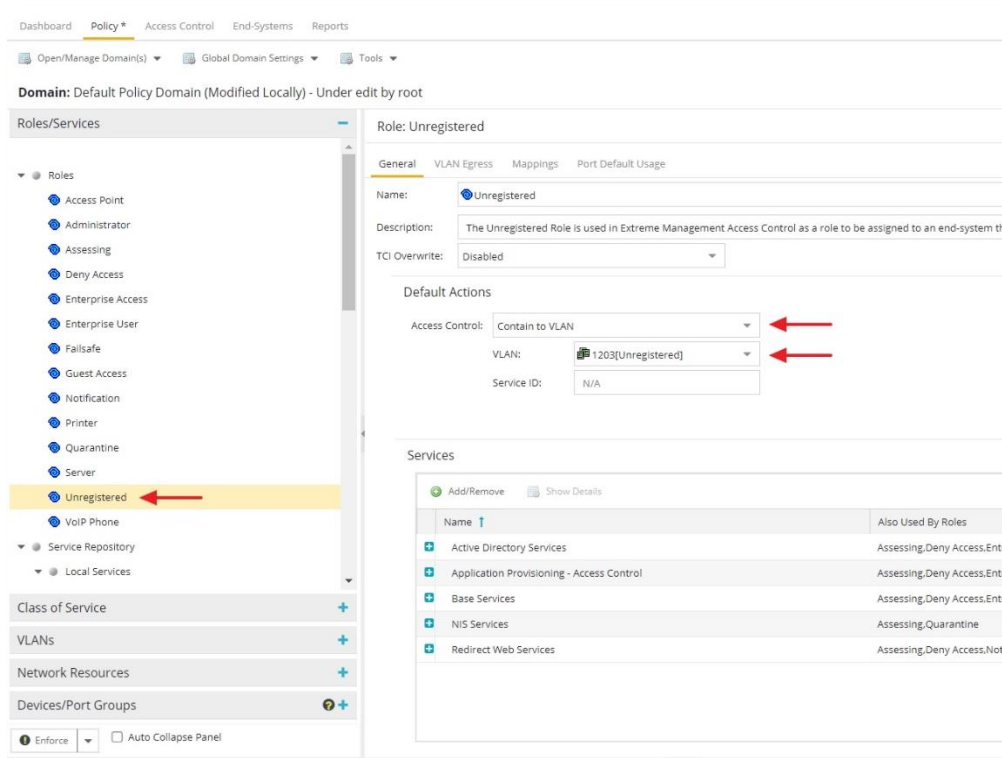 Dashboard Policy * Access Control End-Systems Reports
Open/Manage Domain(s) Global Domain Settings Tools
Domain: Default Policy Domain (Modified Locally) - Under edit by root
Roles/Services
Roles
Access Point
Administrator
Assessing
Deny Access
Enterprise Access
Enterprise User
Failsafe
Guest Access
Notification
Printer
Quarantine
Server
Unregistered
VoIP Phone
Service Repository
Local Services
Class of Service
VLANs
Network Resources
Devices/Port Groups
Enforce Auto Collapse Panel
Role: Unregistered
General VLAN Egress Mappings Port Default Usage
Name: Unregistered
Description: The Unregistered Role is used in Extreme Management Access Control as a role to be assigned to an end-system th
TCI Overwrite: Disabled
Default Actions
Access Control: Contain to VLAN
VLAN: 1203[Unregistered]
Service ID: N/A
Services
Add/Remove Show Details
Name Also Used By Roles
Active Directory Services Assessing,Deny Access,Ent
Application Provisioning - Access Control Assessing,Deny Access,Ent
Base Services Assessing,Deny Access,Ent
NIS Services Assessing,Quarantine
Redirect Web Services Assessing,Deny Access,Not